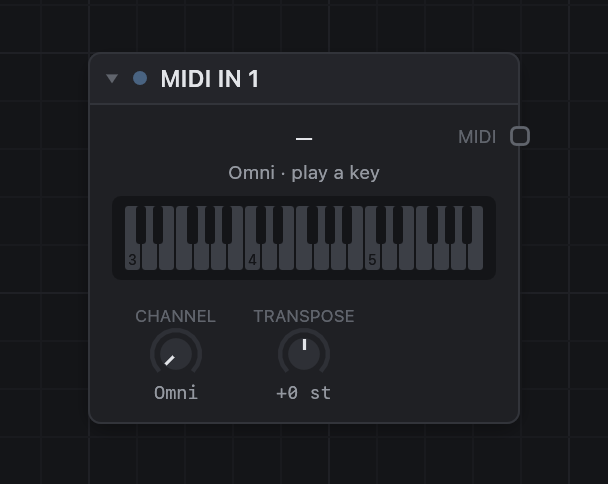 MIDI IN 1
—
MIDI
Omni · play a key
3 4 5
CHANNEL TRANSPOSE
Omni +0 st